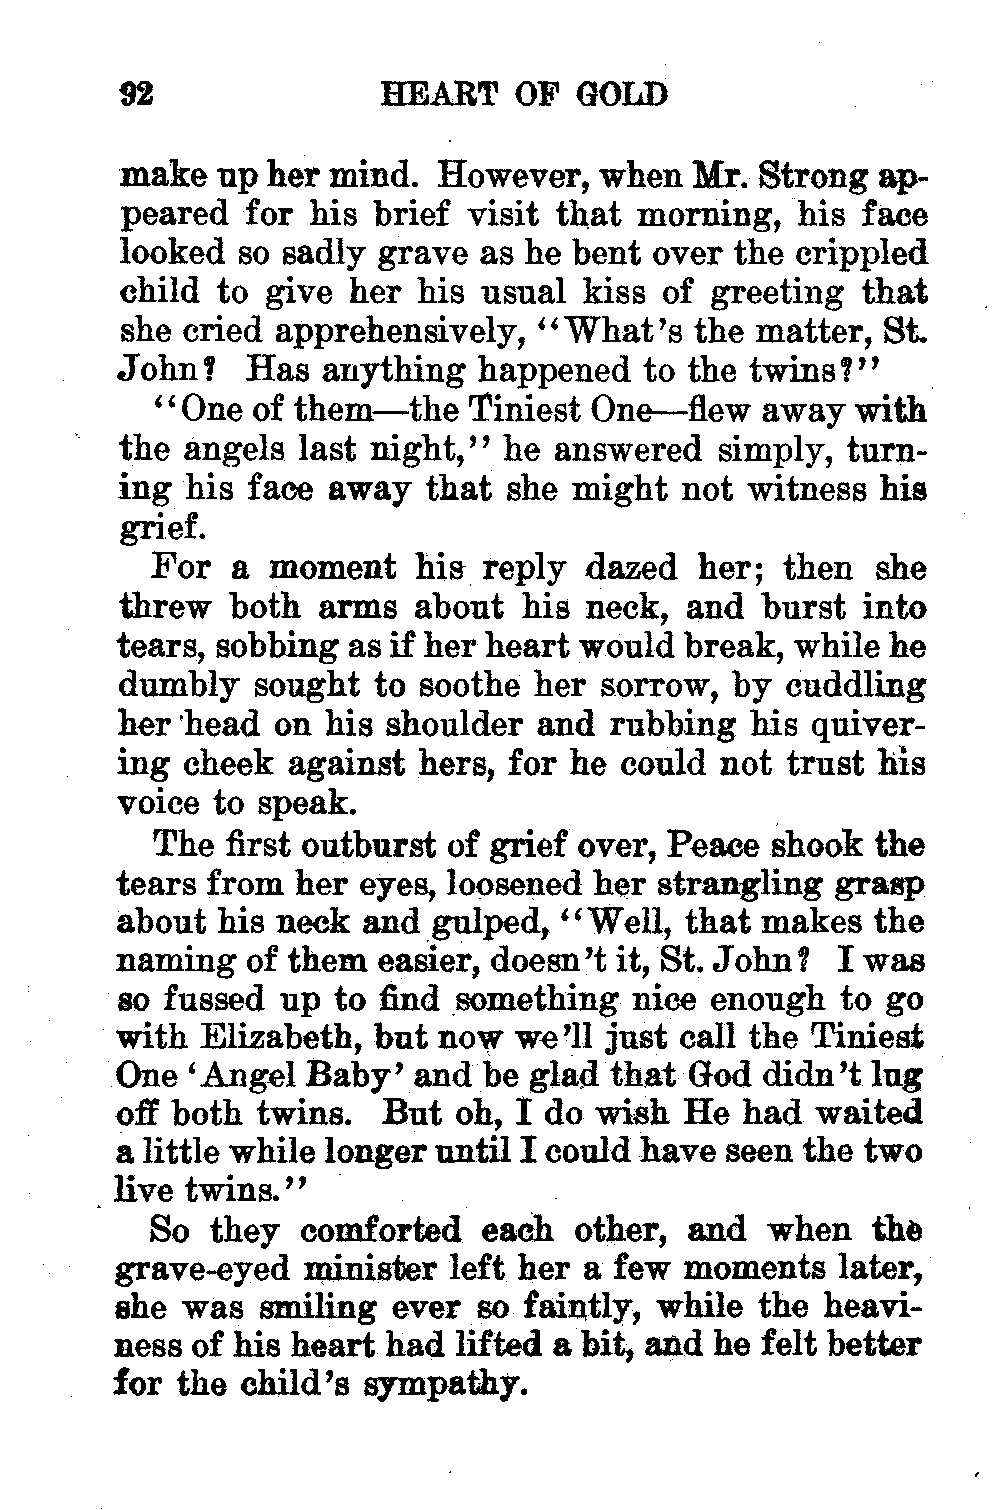 92 HEART OF GOLD
make up her mind. However, when Mr. Strong ap-
peared for his brief visit that morning, his face
looked so sadly grave as he bent over the crippled
child to give her his usual kiss of greeting that
she cried apprehensively, "What's the matter, St.
John? Has anything happened to the twins?"
"One of them—the Tiniest One—flew away with
the angels last night," he answered simply, turn-
ing his face away that she might not witness his
grief.
For a moment his reply dazed her; then she
threw both arms about his neck, and burst into
tears, sobbing as if her heart would break, while he
dumbly sought to soothe her sorrow, by cuddling
her head on his shoulder and rubbing his quiver-
ing cheek against hers, for he could not trust his
voice to speak.
The first outburst of grief over, Peace shook the
tears from her eyes, loosened her strangling grasp
about his neck and gulped, "Well, that makes the
naming of them easier, doesn't it, St. John? I was
so fussed up to find something nice enough to go
with Elizabeth, but now we'll just call the Tiniest
One 'Angel Baby' and be glad that God didn't lug
off both twins. But oh, I do wish He had waited
a little while longer until I could have seen the two
live twins."
So they comforted each other, and when the
grave-eyed minister left her a few moments later,
she was smiling ever so faintly, while the heavi-
ness of his heart had lifted a bit, and he felt better
for the child's sympathy.